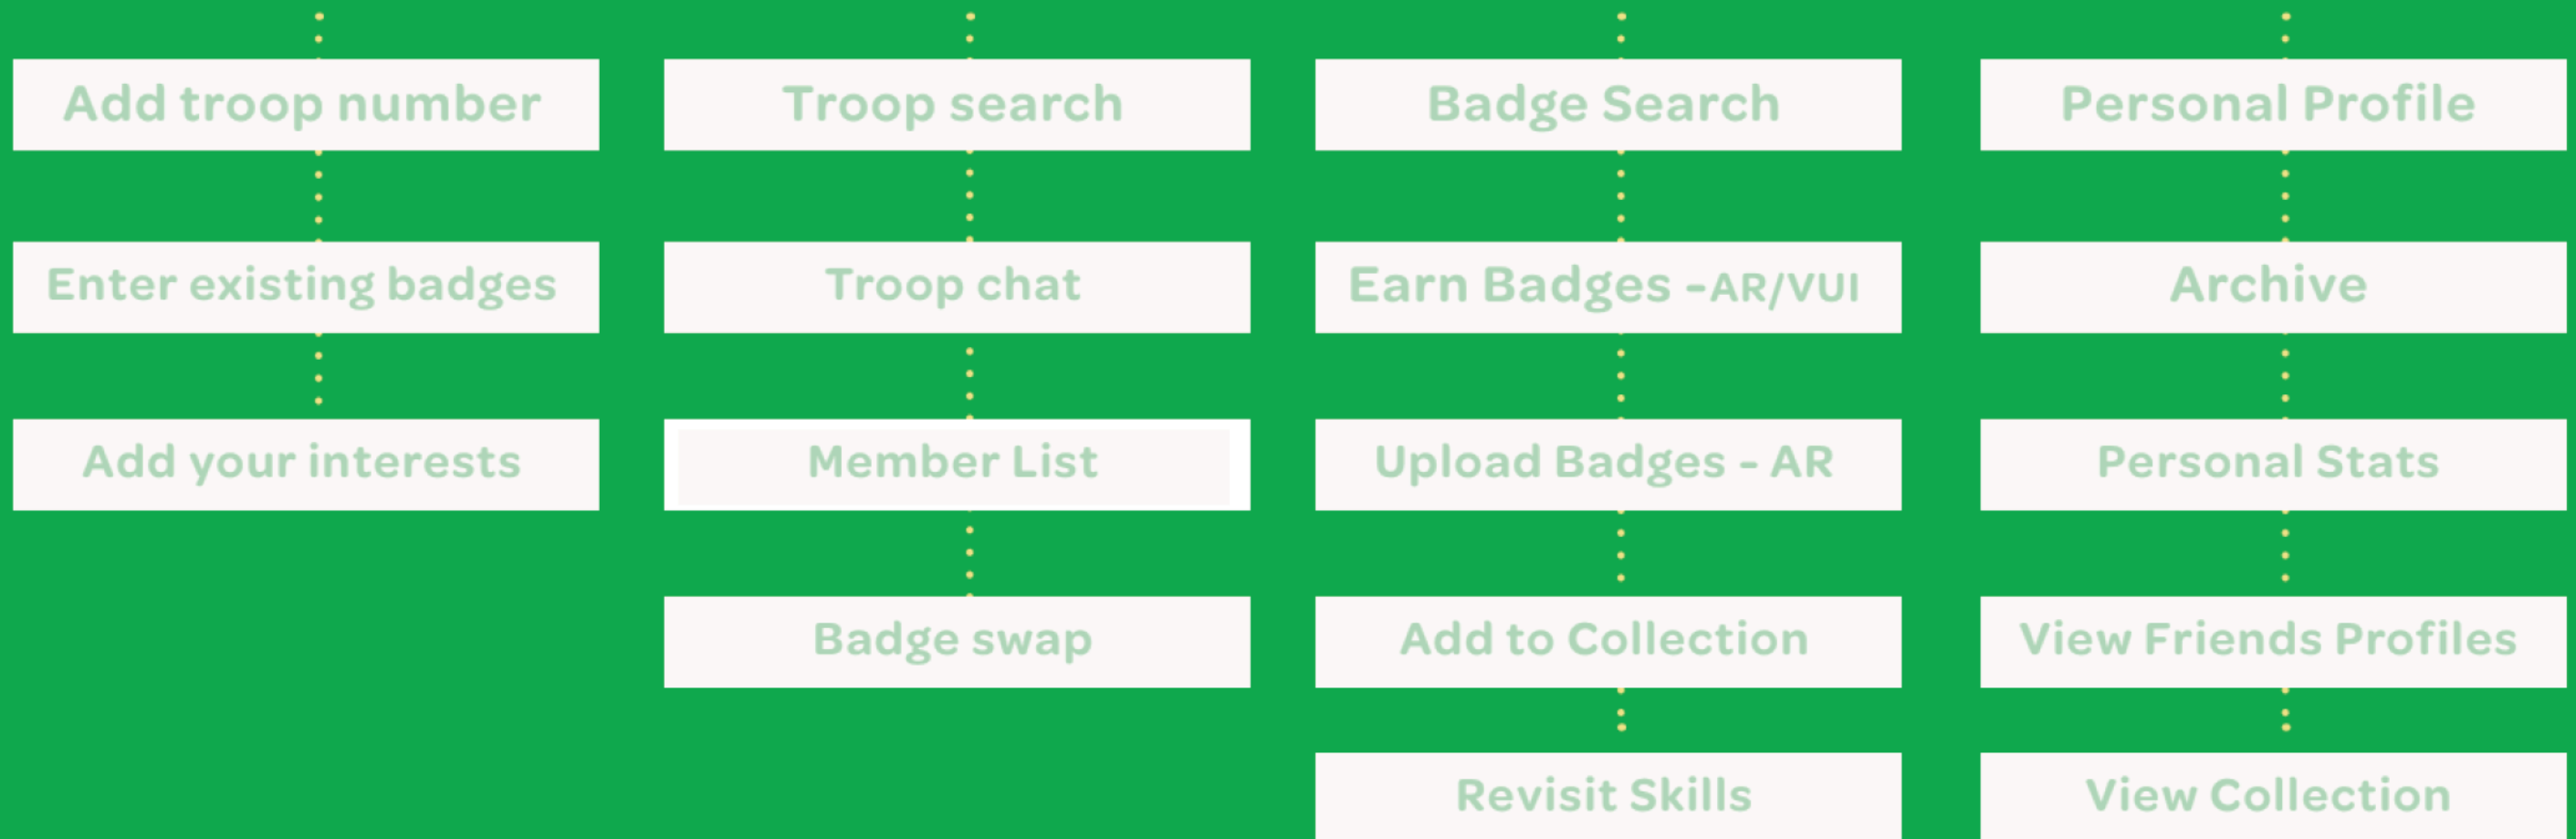 Add troop number
Troop search
Badge Search
Personal Profile
Enter existing badges
Troop chat
Earn Badges -AR/VUI
Archive
Add your interests
Member List
Upload Badges - AR
Personal Stats
Badge swap
Add to Collection
View Friends Profiles
Revisit Skills
View Collection